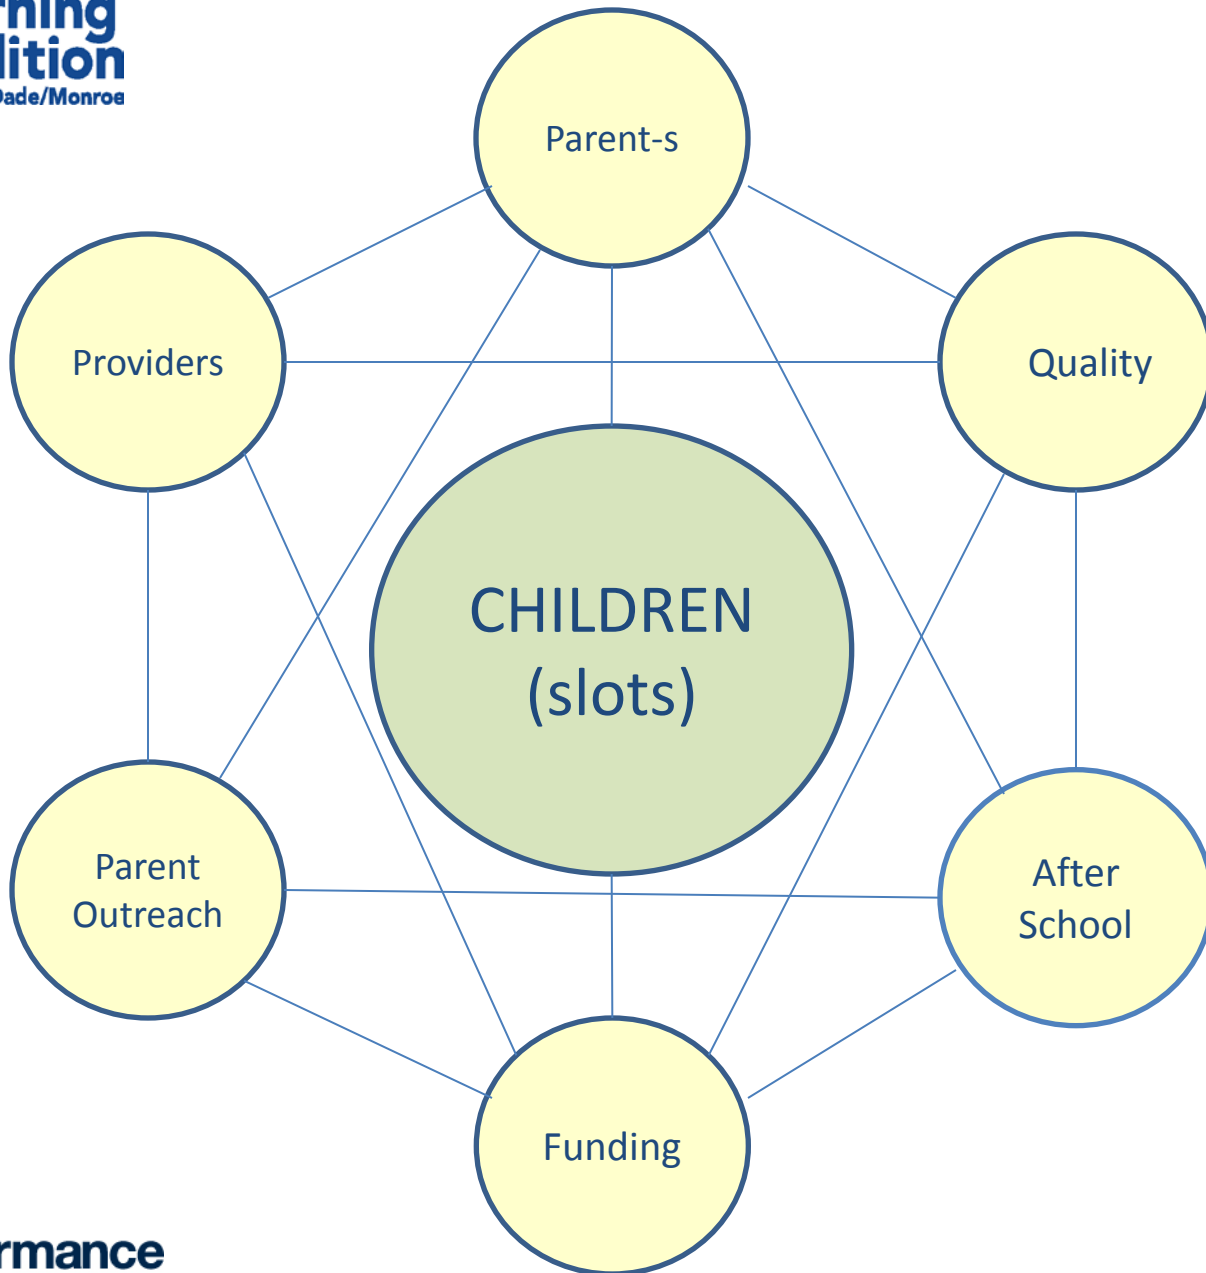 rning
lition
Dade/Monroe
Parent-s
Providers
Quality
CHILDREN
(slots)
Parent
Outreach
After
School
Funding
rmance